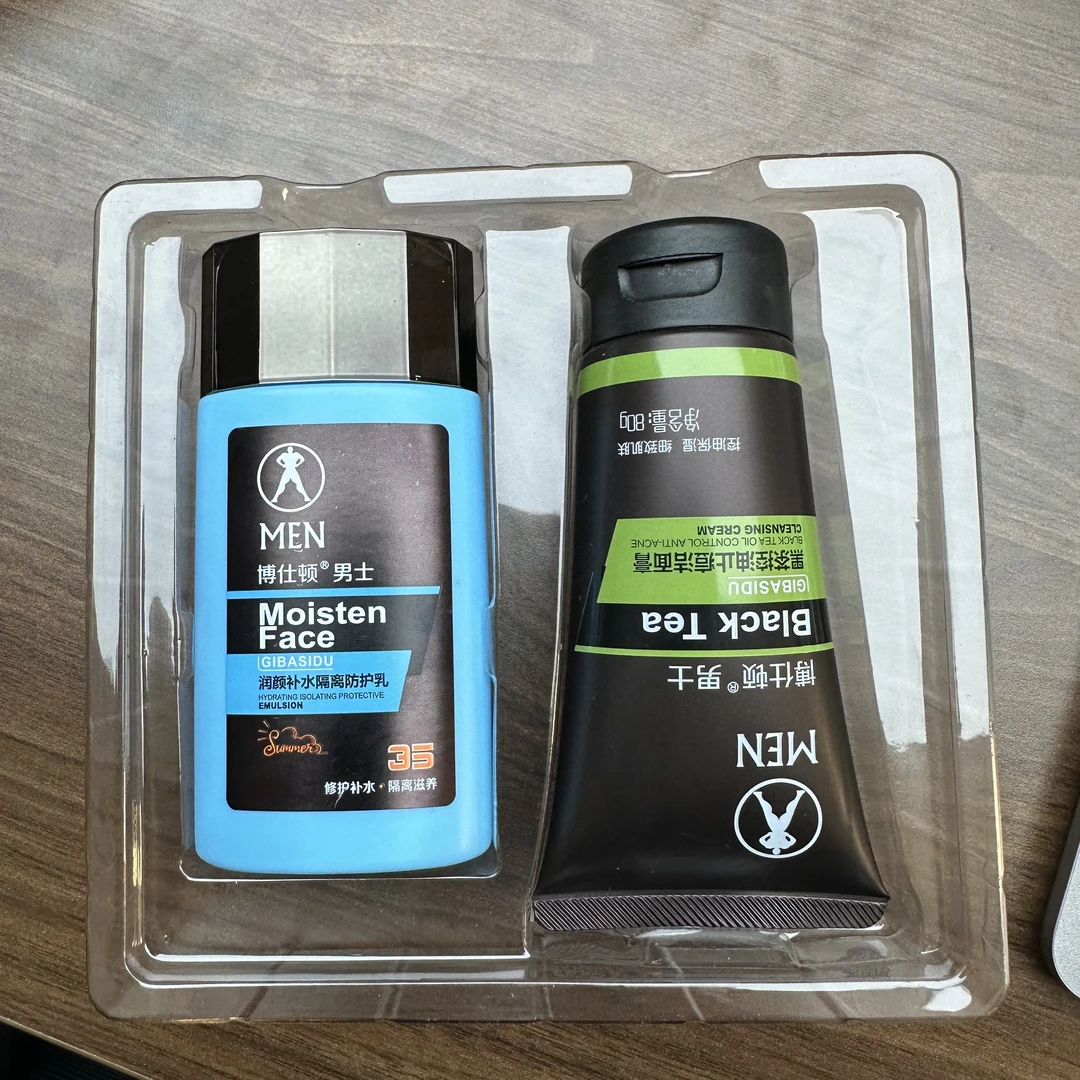 MEN
博仕顿® 男士
Moisten
Face
GIBASIDU
润颜补水隔离防护乳
HYDRATING ISOLATING PROTECTIVE
EMULSION
Summer
35
修护补水·隔离滋养
MEN
博仕顿® 男士
Black Tea
GIBASIDU
黑茶控油止痘洁面膏
BLACK TEA OIL CONTROL ANTI-ACNE
CLEANSING CREAM
控油保湿 细致肌肤
净含量:80g